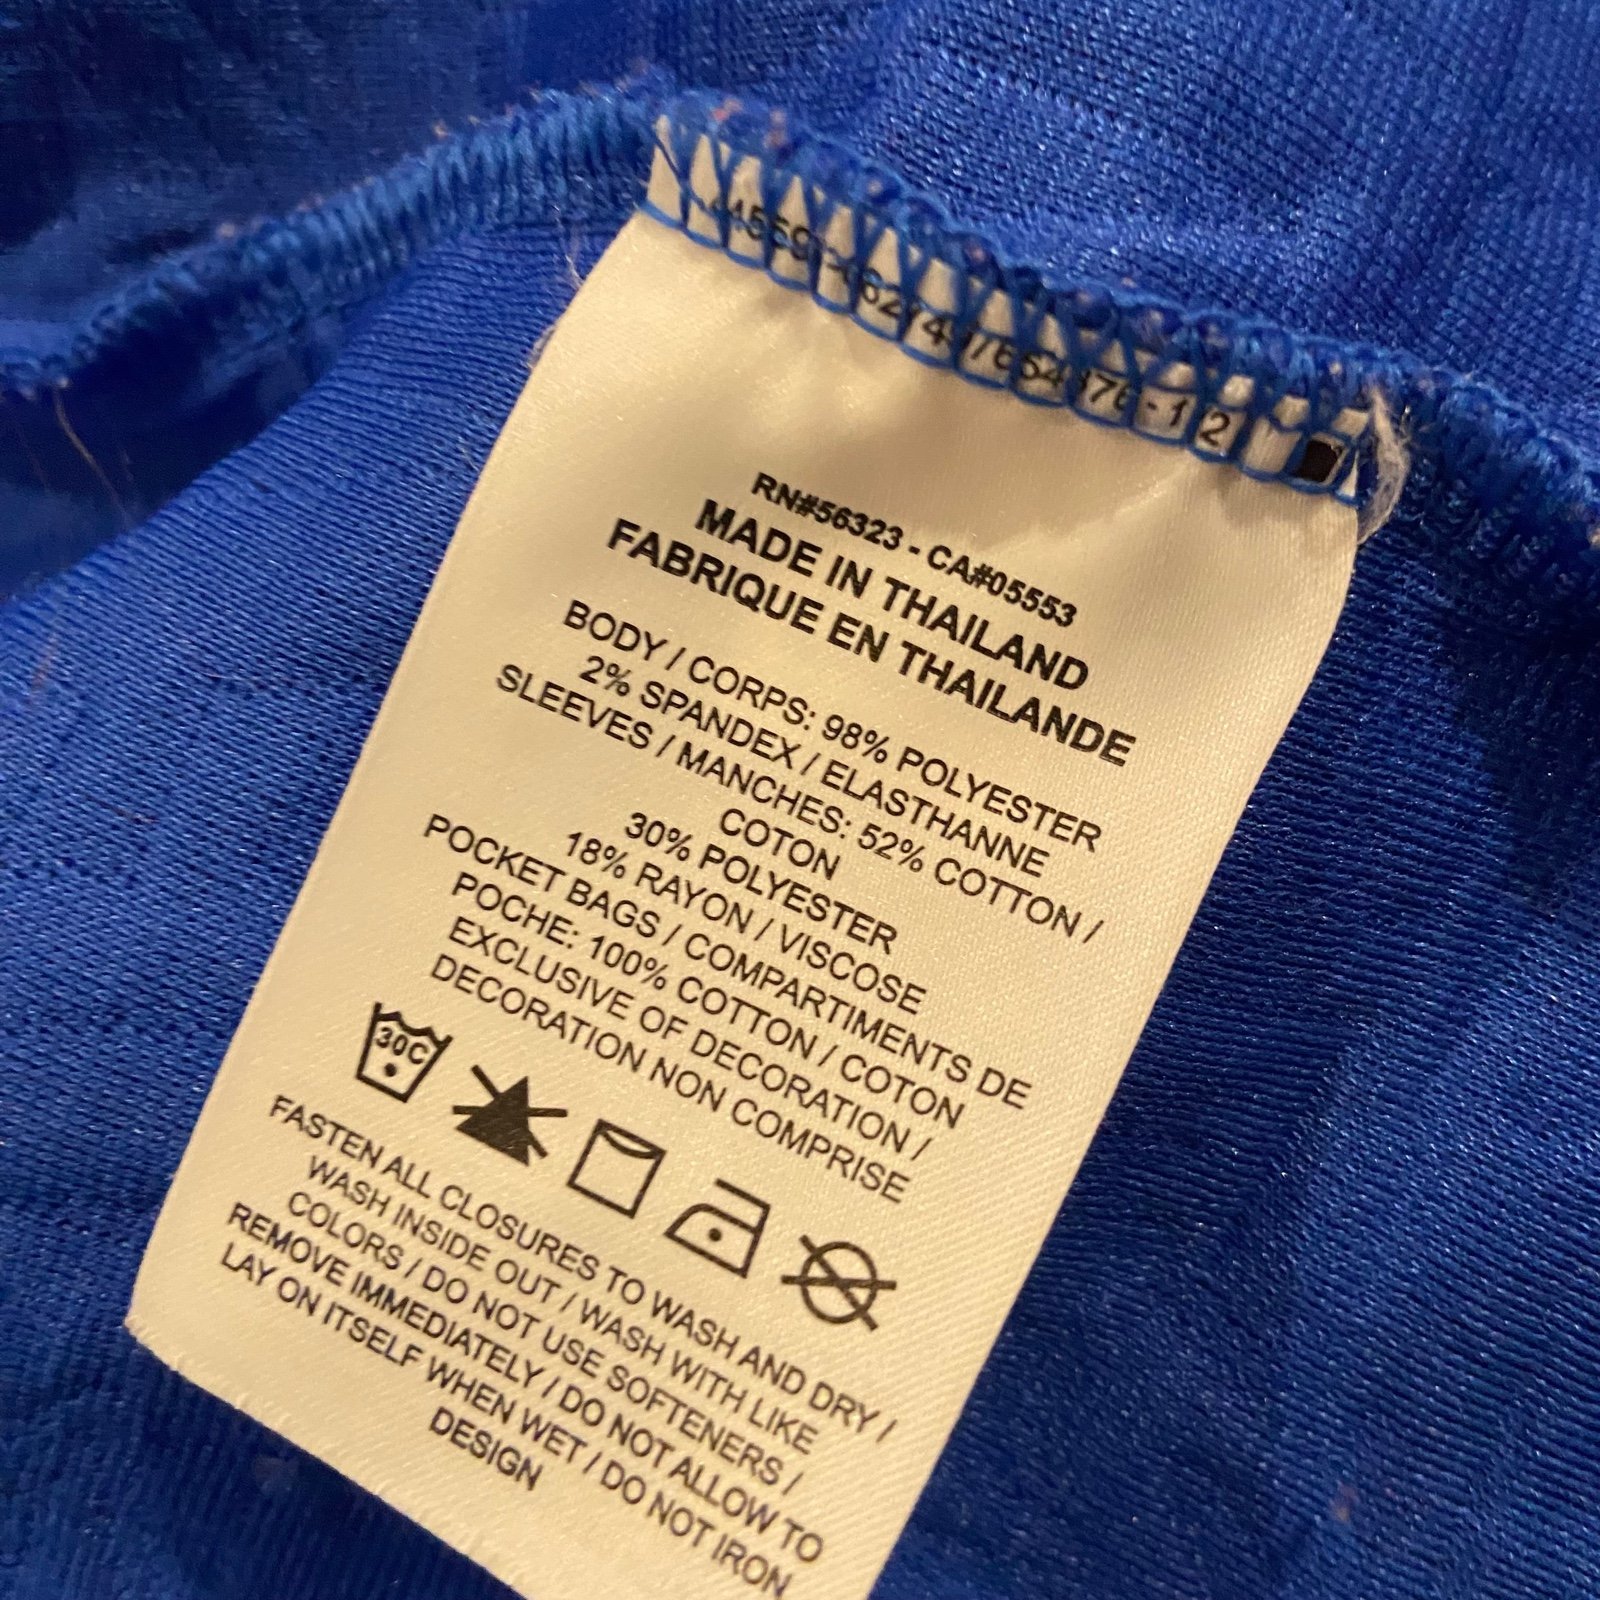 RN#56323 - CA#05553
MADE IN THAILAND
FABRIQUE EN THAILANDE
BODY / CORPS: 98% POLYESTER
2% SPANDEX / ELASTHANNE
SLEEVES / MANCHES: 52% COTTON /
COTON
30% POLYESTER
18% RAYON / VISCOSE
POCKET BAGS / COMPARTIMENTS DE
POCHE: 100% COTTON / COTON
EXCLUSIVE OF DECORATION /
DECORATION NON COMPRISE
30C
FASTEN ALL CLOSURES TO WASH AND DRY /
WASH INSIDE OUT / WASH WITH LIKE
COLORS / DO NOT USE SOFTENERS /
REMOVE IMMEDIATELY / DO NOT ALLOW TO
LAY ON ITSELF WHEN WET / DO NOT IRON
DESIGN